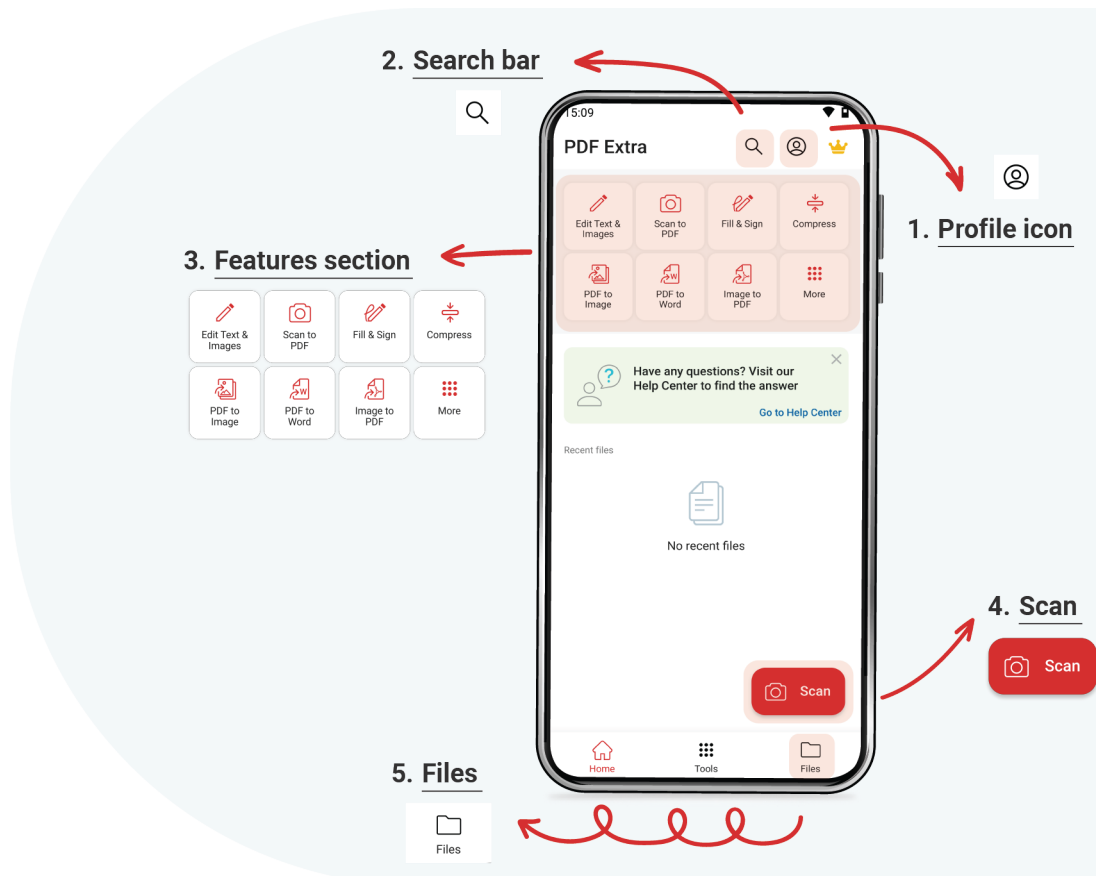 2. Search bar
15:09
PDF Extra
1. Profile icon
Edit Text &
Images
Scan to
PDF
Fill & Sign
Compress
PDF to
Image
PDF to
Word
Image to
PDF
More
3. Features section
Edit Text &
Images
Scan to
PDF
Fill & Sign
Compress
PDF to
Image
PDF to
Word
Image to
PDF
More
Have any questions? Visit our
Help Center to find the answer
Go to Help Center
Recent files
No recent files
4. Scan
Scan
Scan
Home
Tools
Files
5. Files
Files